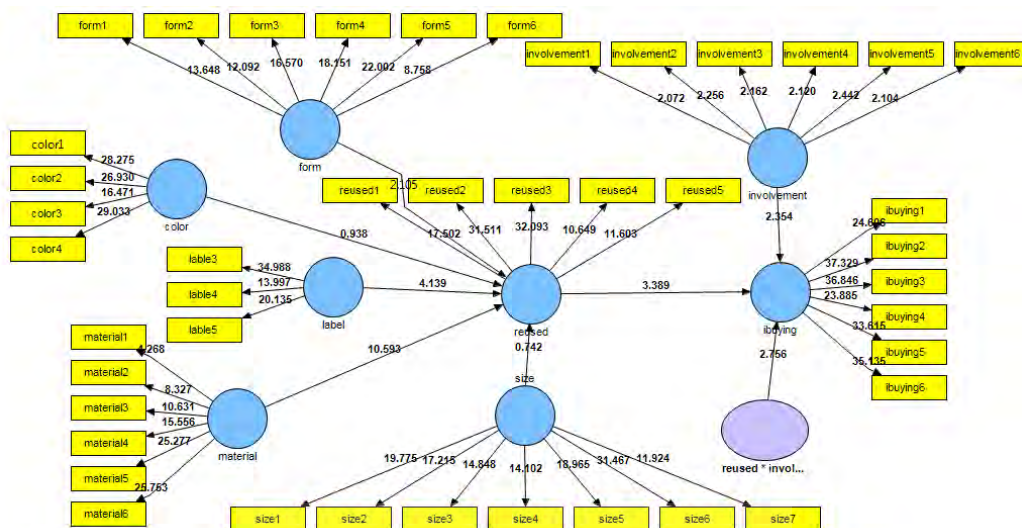 form1
form2
form3
form4
form5
form6
13.648
12.092
16.570
18.151
22.002
8.758
form
involvement1
involvement2
involvement3
involvement4
involvement5
involvement6
2.072
2.256
2.162
2.120
2.442
2.104
involvement
color1
color2
color3
color4
28.275
26.930
16.471
29.033
color
2.105
0.938
reused1
reused2
reused3
reused4
reused5
17.502
31.511
32.093
10.649
11.603
reused
2.354
lable3
lable4
lable5
34.988
13.997
20.135
label
4.139
3.389
ibuying1
ibuying2
ibuying3
ibuying4
ibuying5
ibuying6
37.329
36.846
23.885
33.615
35.135
ibuying
material1
material2
material3
material4
material5
material6
8.327
10.631
15.556
25.277
25.753
material
10.593
0.742
size
2.756
reused * invol...
19.775
17.215
14.848
14.102
18.965
31.467
11.924
size1
size2
size3
size4
size5
size6
size7